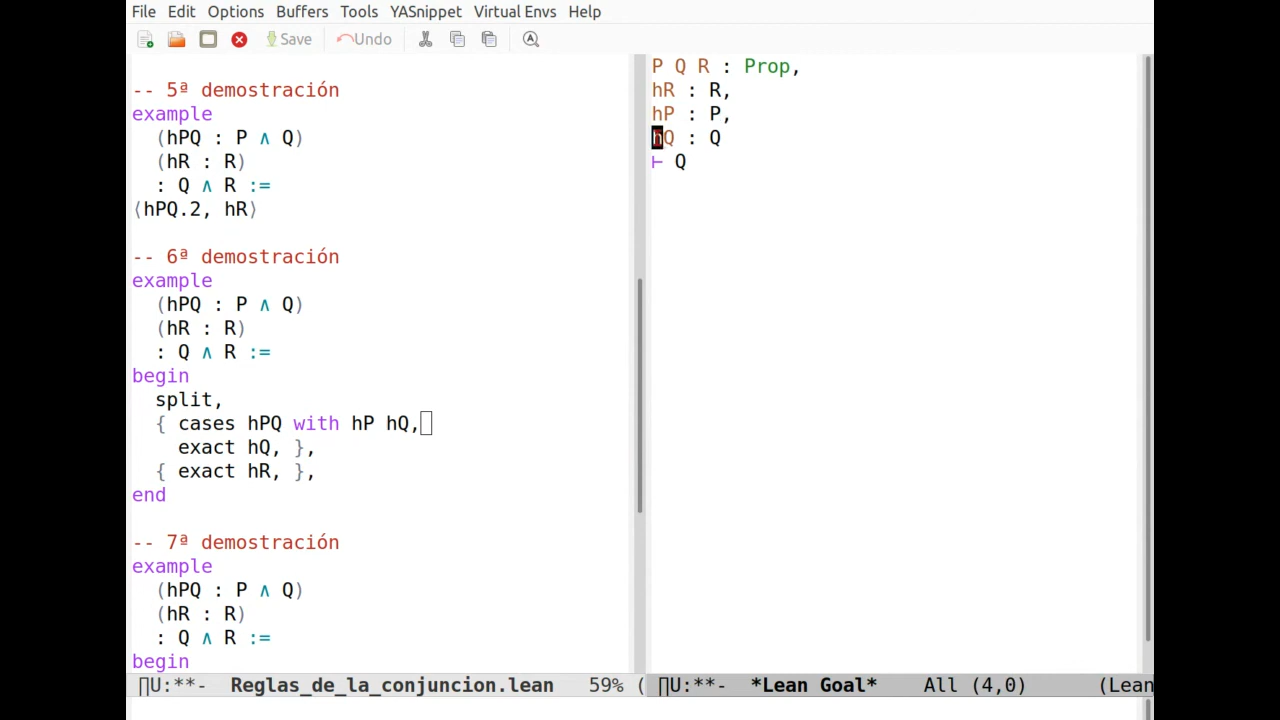 File Edit Options Buffers Tools YASnippet Virtual Envs Help
Save Undo
-- 5ª demostración
example
(hPQ : P ∧ Q)
(hR : R)
: Q ∧ R :=
⟨hPQ.2, hR⟩
-- 6ª demostración
example
(hPQ : P ∧ Q)
(hR : R)
: Q ∧ R :=
begin
split,
{ cases hPQ with hP hQ,
exact hQ, },
{ exact hR, },
end
-- 7ª demostración
example
(hPQ : P ∧ Q)
(hR : R)
: Q ∧ R :=
begin
∏U:**- Reglas_de_la_conjuncion.lean 59% (
P Q R : Prop,
hR : R,
hP : P,
hQ : Q
⊢ Q
∏U:**- *Lean Goal* All (4,0) (Lean